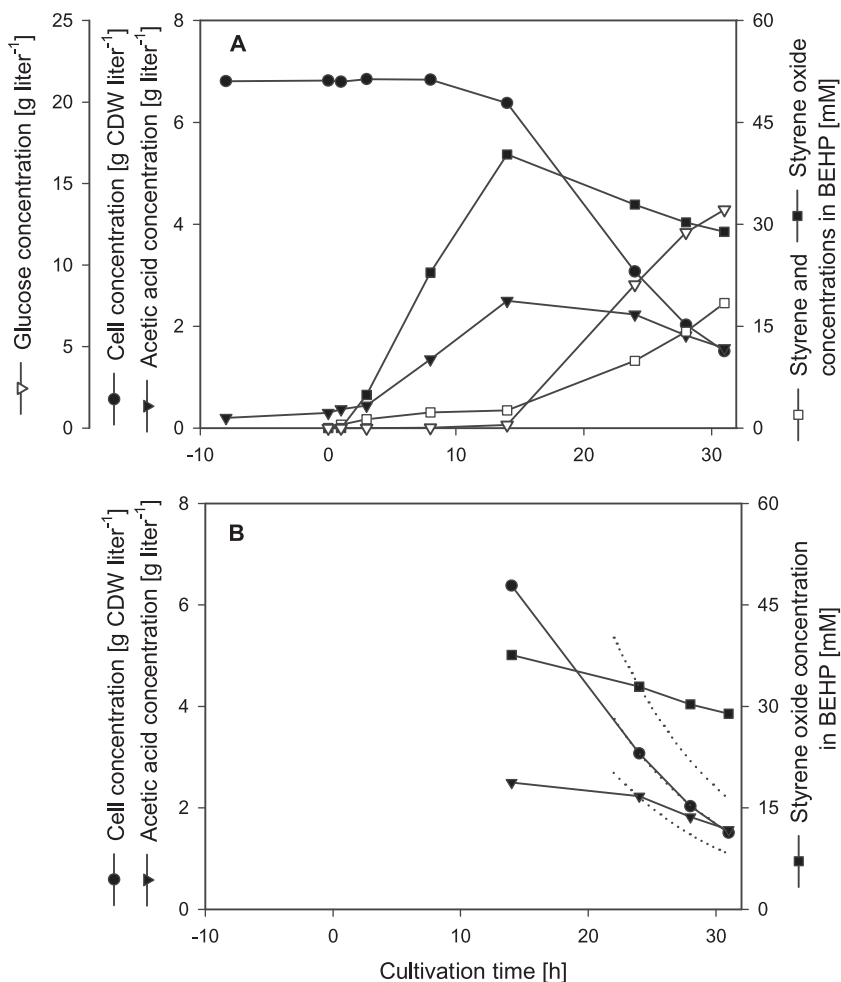 Glucose concentration [g liter-1]
Cell concentration [g CDW liter-1]
Acetic acid concentration [g liter-1]
25
20
15
10
5
0
8
6
4
2
0
A
60
45
30
15
0
-10 0 10 20 30
Styrene and Styrene oxide
concentrations in BEHP [mM]
Cell concentration [g CDW liter-1]
Acetic acid concentration [g liter-1]
8
6
4
2
0
B
60
45
30
15
0
-10 0 10 20 30
Styrene oxide concentration
in BEHP [mM]
Cultivation time [h]